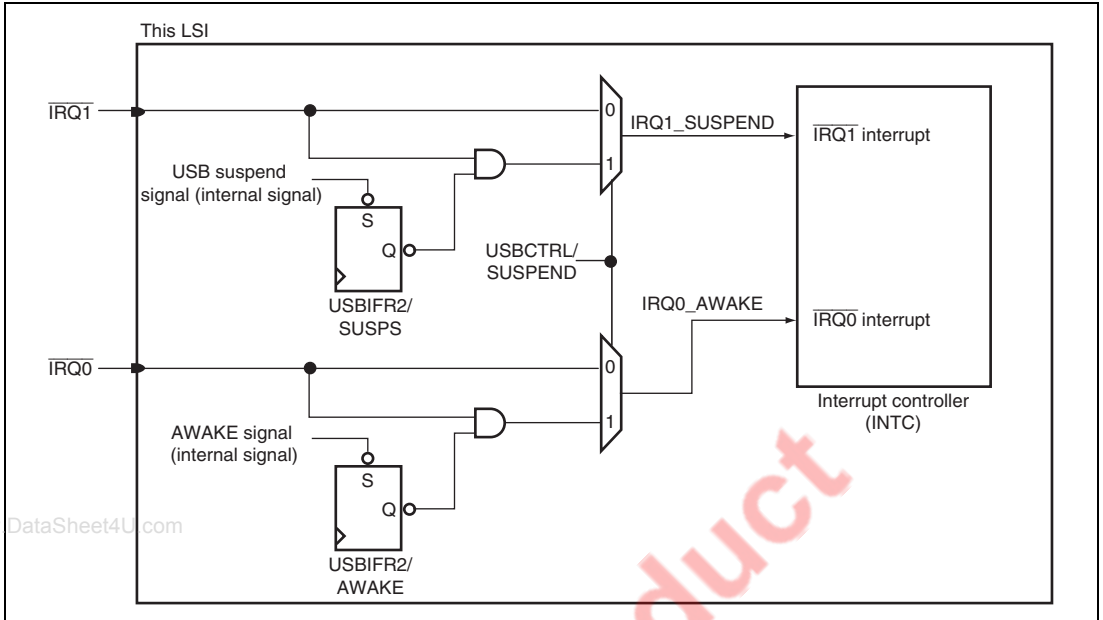 This LSI
IRQ1
0
IRQ1_SUSPEND
IRQ1 interrupt
1
USB suspend
signal (internal signal)
S
Q
USBCTRL/
SUSPEND
USBIFR2/
SUSPS
IRQ0_AWAKE
IRQ0 interrupt
IRQ0
0
1
Interrupt controller
(INTC)
AWAKE signal
(internal signal)
S
Q
DataSheet4U.com
USBIFR2/
AWAKE
duct